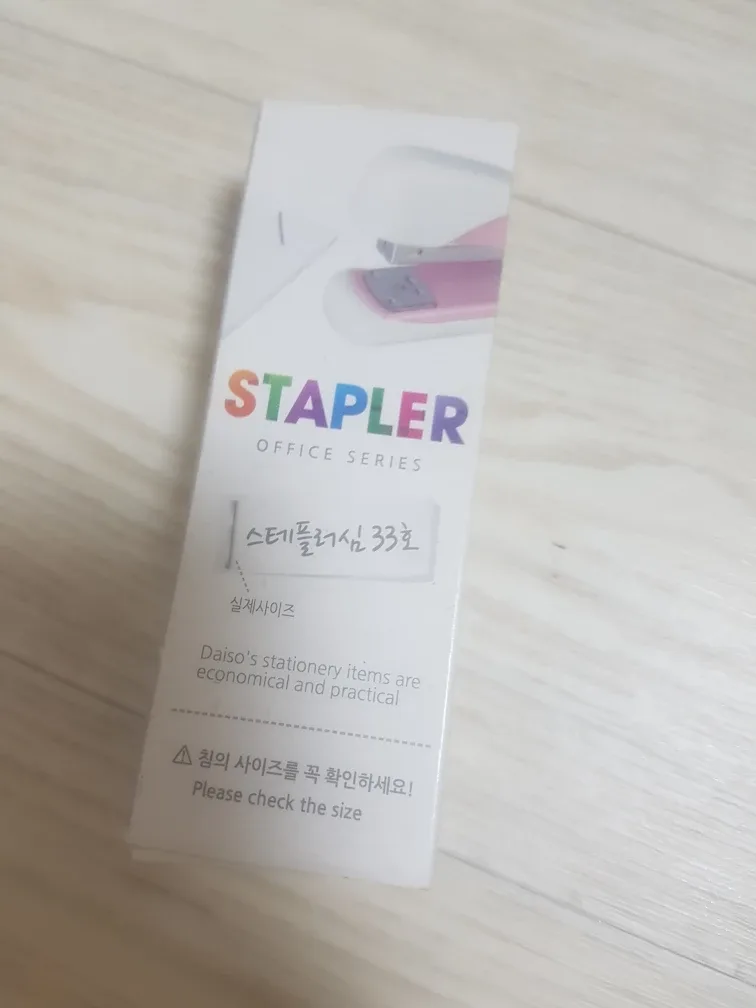 STAPLER
OFFICE SERIES
스테플러심 33호
실제사이즈
Daiso's stationery items are
economical and practical
⚠ 침의 사이즈를 꼭 확인하세요!
Please check the size